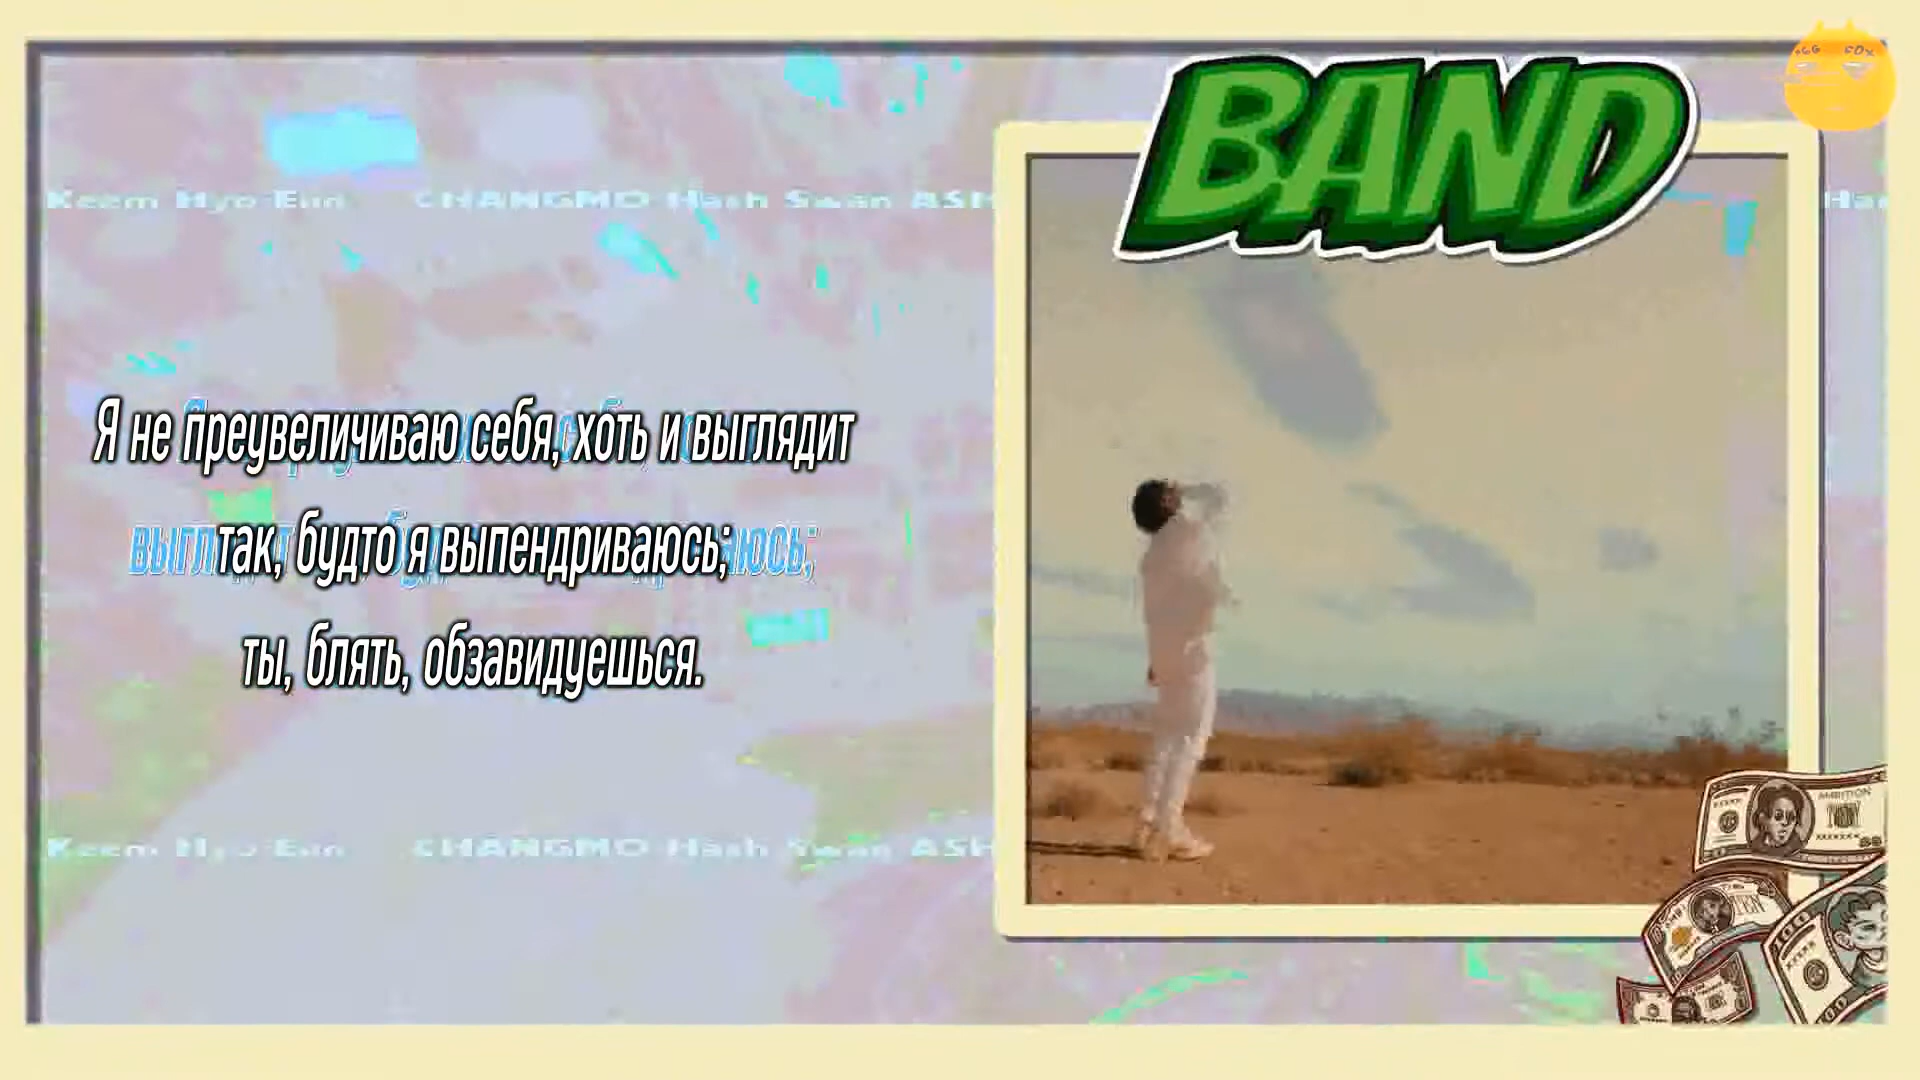 BAND
Keem Hyo-Eun CHANGMO Hash Swan ASH
Я не преувеличиваю себя, хоть и выглядит
так, будто я выпендриваюсь;
ты, блять, обзавидуешься.
Keem Hyo-Eun CHANGMO Hash Swan ASH
AMBITION